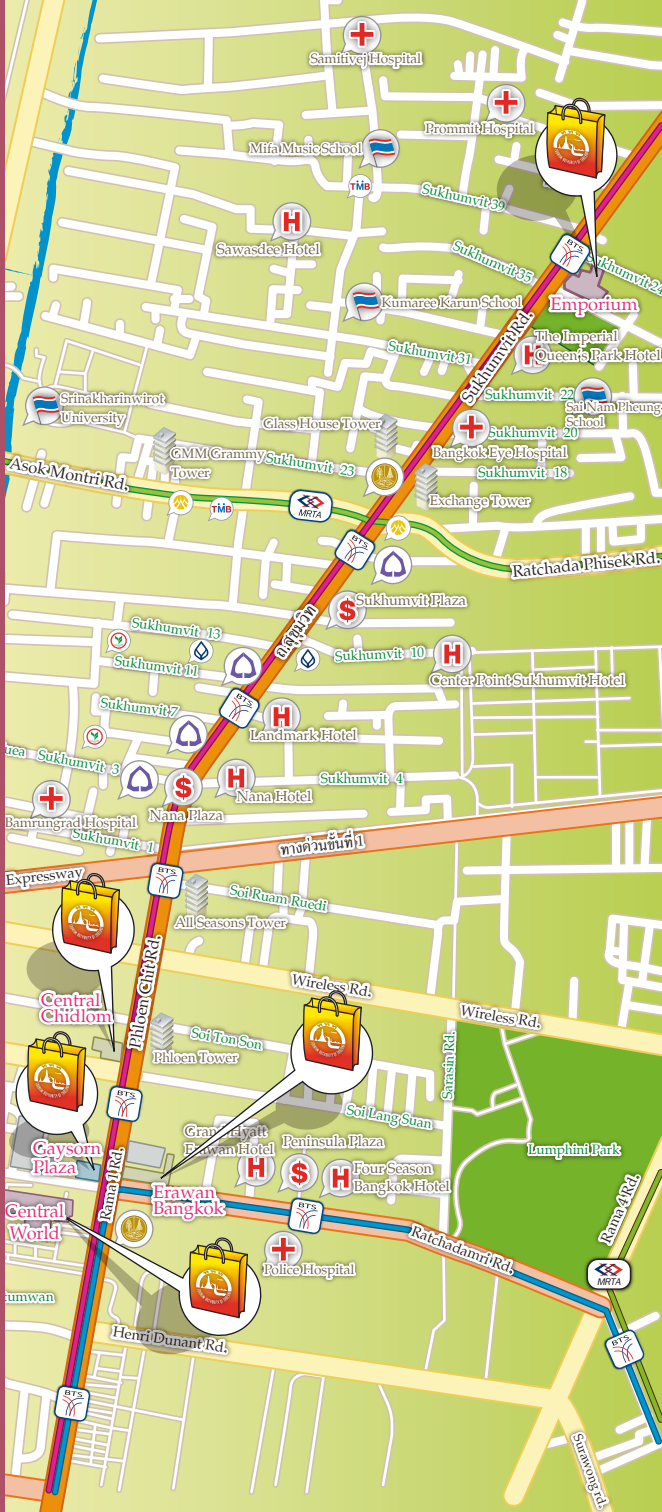 Samitivej Hospital
Prommit Hospital
Mifa Music School
TMB
Sukhumvit 39
Sawasdee Hotel
Sukhumvit 35
BTS
Sukhumvit 24
Emporium
Kumaree Karun School
Sukhumvit Rd.
The Imperial
Queen's Park Hotel
Sukhumvit 31
H
Srinakharinwirot
University
Sukhumvit 22
Sai Nam Pheung
School
Glass House Tower
Sukhumvit 20
Bangkok Eye Hospital
GMM Grammy
Tower
Sukhumvit 23
Sukhumvit 18
Asok Montri Rd.
Exchange Tower
TMB
MRTA
BTS
Ratchada Phisek Rd.
Sukhumvit Plaza
$
ถ.สุขุมวิท
Sukhumvit 13
Sukhumvit 11
Sukhumvit 10
H
Center Point Sukhumvit Hotel
Sukhumvit 7
BTS
H
Landmark Hotel
uea Sukhumvit 3
$
Nana Plaza
H
Nana Hotel
Sukhumvit 4
Bamrungrad Hospital
Sukhumvit 1
ทางด่วนขั้นที่ 1
Expressway
BTS
Soi Ruam Ruedi
All Seasons Tower
Phloen Chit Rd.
Wireless Rd.
Wireless Rd.
Central
Chidlom
Soi Ton Son
Phloen Tower
Sarasin Rd.
BTS
Soi Lang Suan
Gaysorn
Plaza
Grand Hyatt
Erawan Hotel
H
Peninsula Plaza
$
H
Four Season
Bangkok Hotel
Lumphini Park
Rama 1 Rd.
Erawan
Bangkok
Central
World
BTS
Ratchadamri Rd.
Rama 4 Rd.
Police Hospital
MRTA
tumwan
Henri Dunant Rd.
BTS
BTS
Surawong rd.